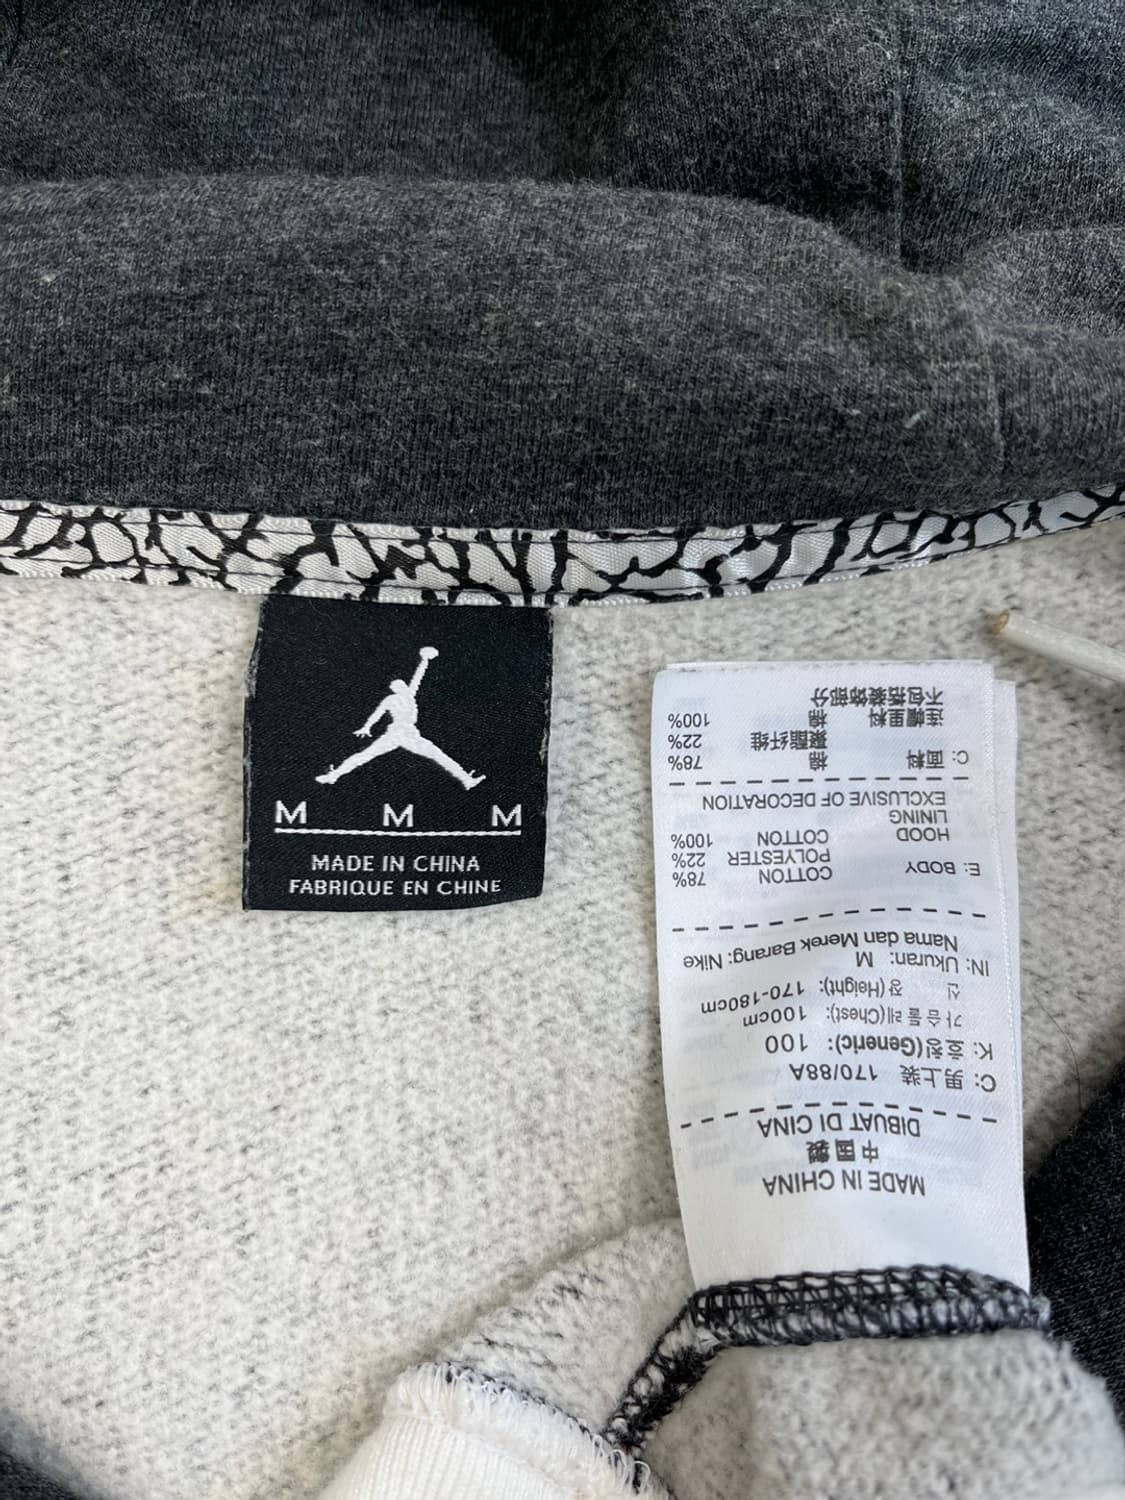 M M M
MADE IN CHINA
FABRIQUE EN CHINE
MADE IN CHINA
中國製
DIBUAT DI CINA
C: 男上装 170/88A
K: 호칭(Generic): 100
가슴둘레(Chest): 100cm
신 장(Height): 170-180cm
IN: Ukuran: M
Nama dan Merek Barang: Nike
E: BODY COTTON 78%
POLYESTER 22%
HOOD COTTON 100%
LINING
EXCLUSIVE OF DECORATION
C: 面料 棉 78%
聚酯纤维 22%
连帽里料 棉 100%
不包括装饰部分